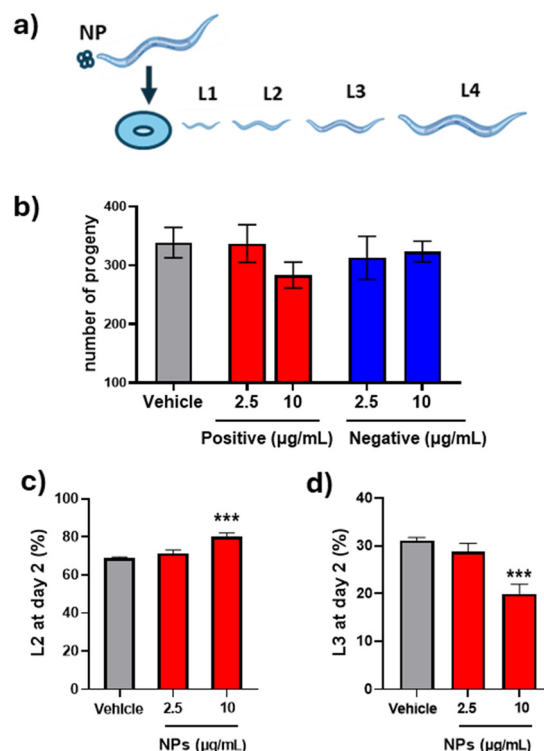 a)
NP
L1 L2 L3 L4
b)
number of progeny
400
300
200
100
Vehicle 2.5 10 2.5 10
Positive (µg/mL) Negative (µg/mL)
c)
L2 at day 2 (%)
100
80
60
40
20
0
***
Vehicle 2.5 10
NPs (µg/mL)
d)
L3 at day 2 (%)
40
30
20
10
0
***
Vehicle 2.5 10
NPs (µg/mL)